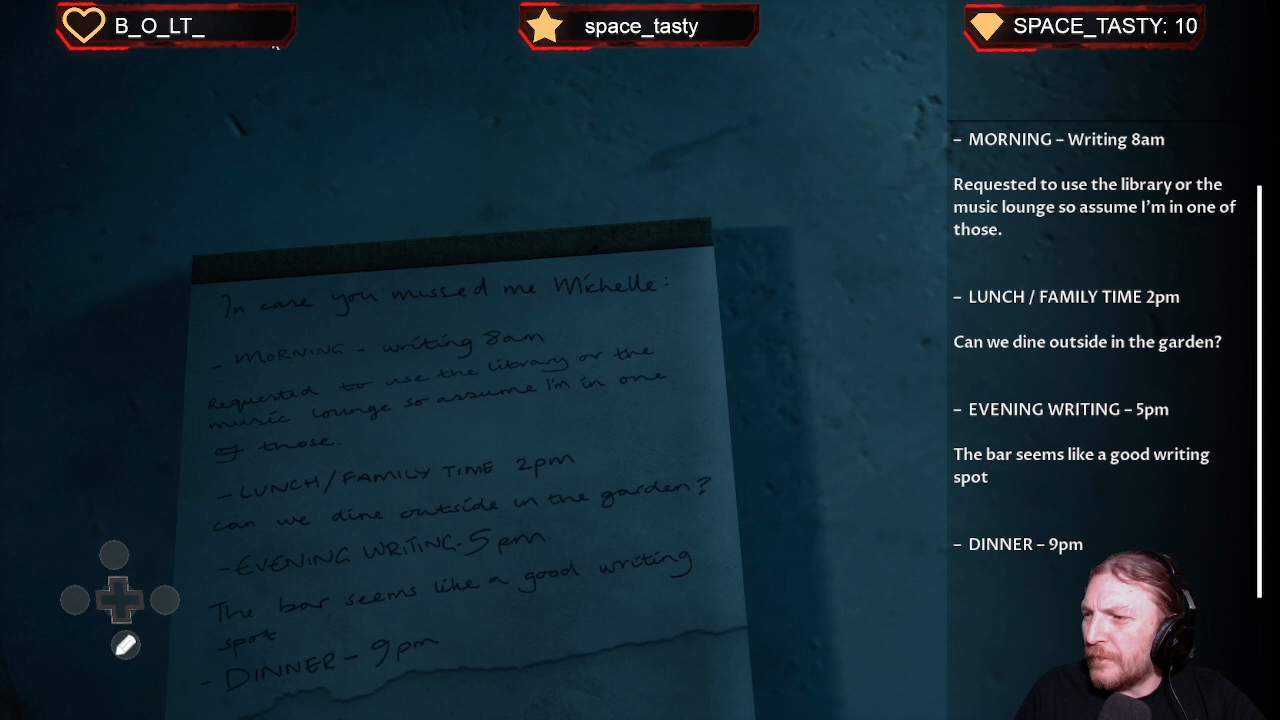 B_O_LT_
space_tasty
SPACE_TASTY: 10
In case you missed me Michelle:
- MORNING - writing 8am
Requested to use the library or the
music lounge so assume I'm in one
of those.
- LUNCH/FAMILY TIME 2pm
can we dine outside in the garden?
- EVENING WRITING - 5pm
The bar seems like a good writing
spot
- DINNER - 9pm
– MORNING – Writing 8am
Requested to use the library or the
music lounge so assume I'm in one of
those.
– LUNCH / FAMILY TIME 2pm
Can we dine outside in the garden?
– EVENING WRITING – 5pm
The bar seems like a good writing
spot
– DINNER – 9pm